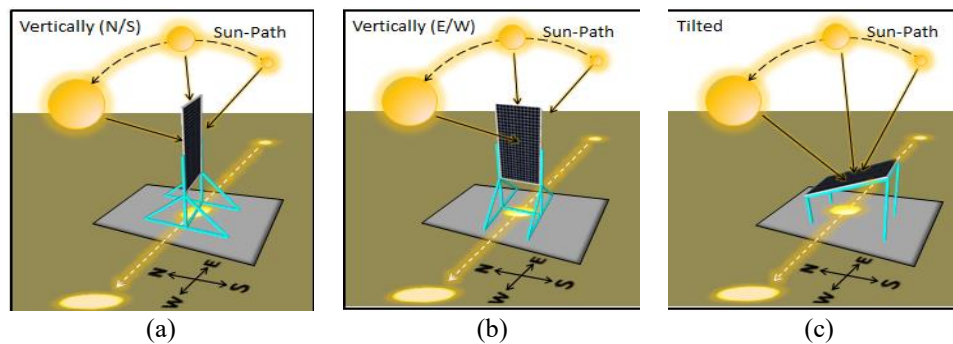 Vertically (N/S)
Sun-Path
N
E
W
S
(a)
Vertically (E/W)
Sun-Path
N
E
W
S
(b)
Tilted
Sun-Path
N
E
W
S
(c)